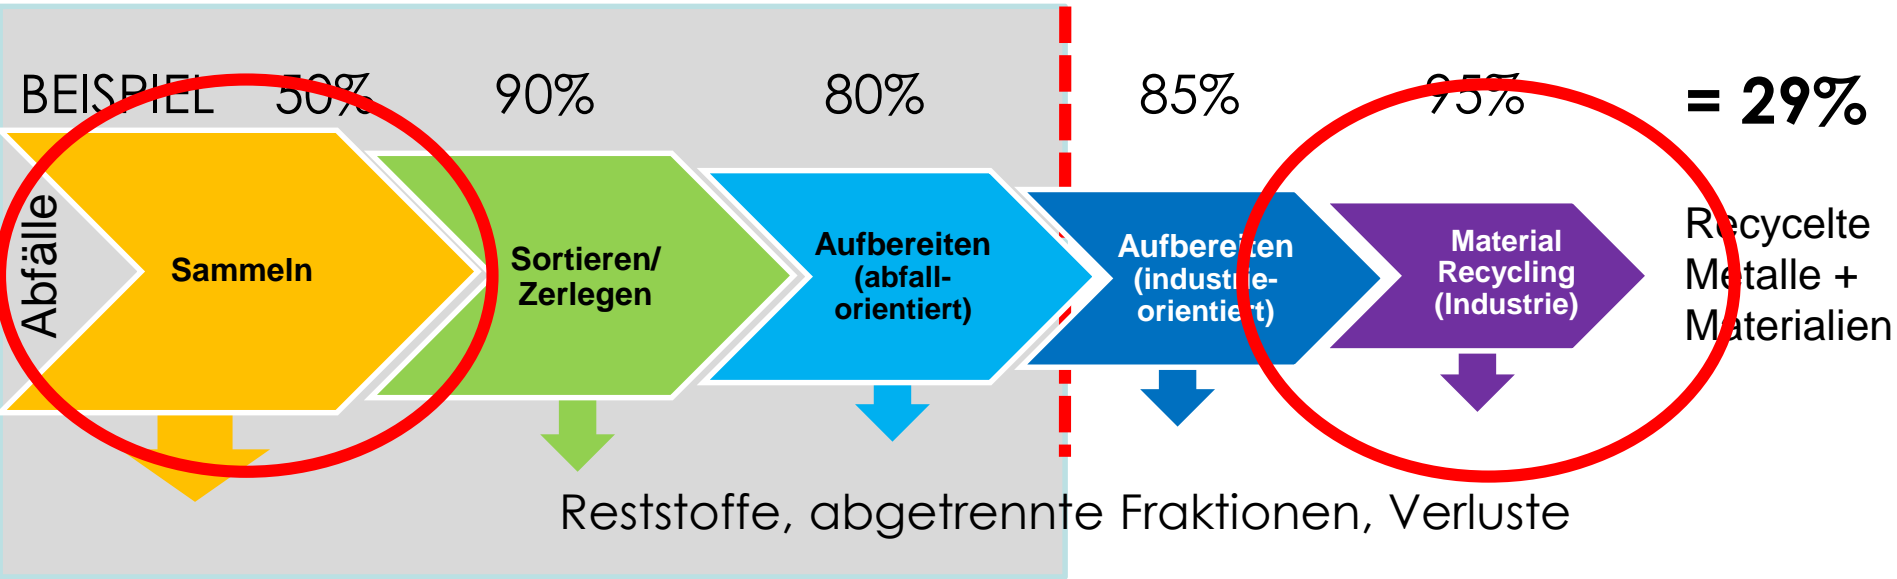 BEISPIEL 50% 90% 80% 85% 95% = 29%
Abfälle
Sammeln
Sortieren/
Zerlegen
Aufbereiten
(abfall-
orientiert)
Aufbereiten
(industrie-
orientiert)
Material
Recycling
(Industrie)
Recycelte
Metalle +
Materialien
Reststoffe, abgetrennte Fraktionen, Verluste